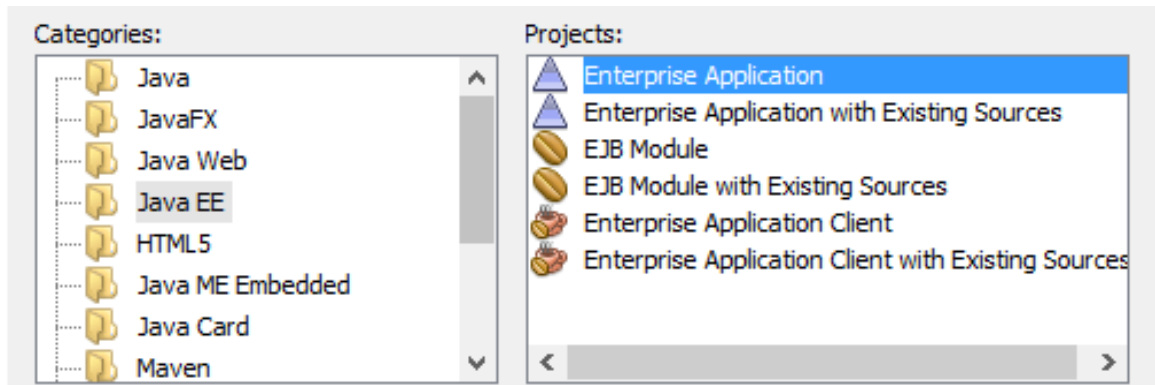 Categories:
Java
JavaFX
Java Web
Java EE
HTML5
Java ME Embedded
Java Card
Maven
Projects:
Enterprise Application
Enterprise Application with Existing Sources
EJB Module
EJB Module with Existing Sources
Enterprise Application Client
Enterprise Application Client with Existing Sources